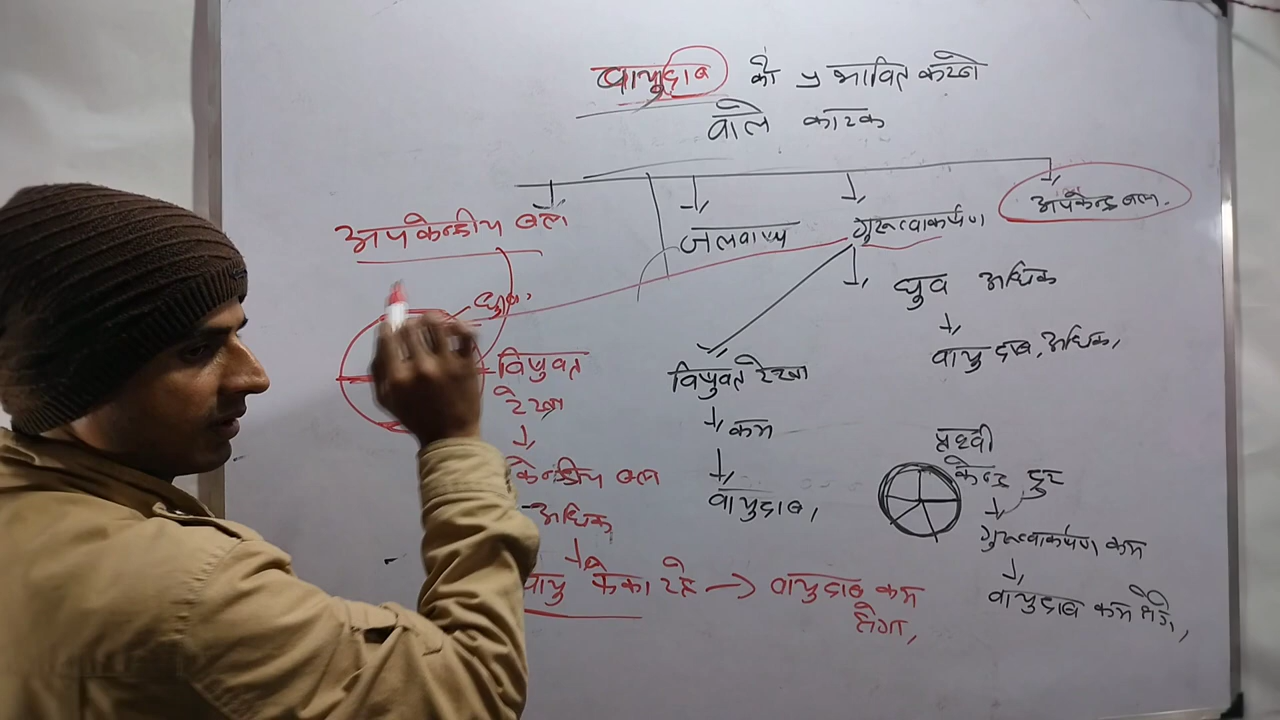 वायुदाब को प्रभावित करने
वाले कारक
अपकेन्द्रीय बल
जलवाष्प
गुरूत्वाकर्षण
अपकेन्द्र बल.
ध्रुव.
विषुवत
रेखा
केन्द्रीय बल
अधिक
वायु फेका रहे → वायुदाब कम
होगा,
विषुवत रेखा
कम
वायुदाब,
ध्रुव अधिक
वायु दाब, अधिक,
पृथ्वी
केन्द्र दुर
गुरूत्वाकर्षण कम
वायुदाब कम होगे,